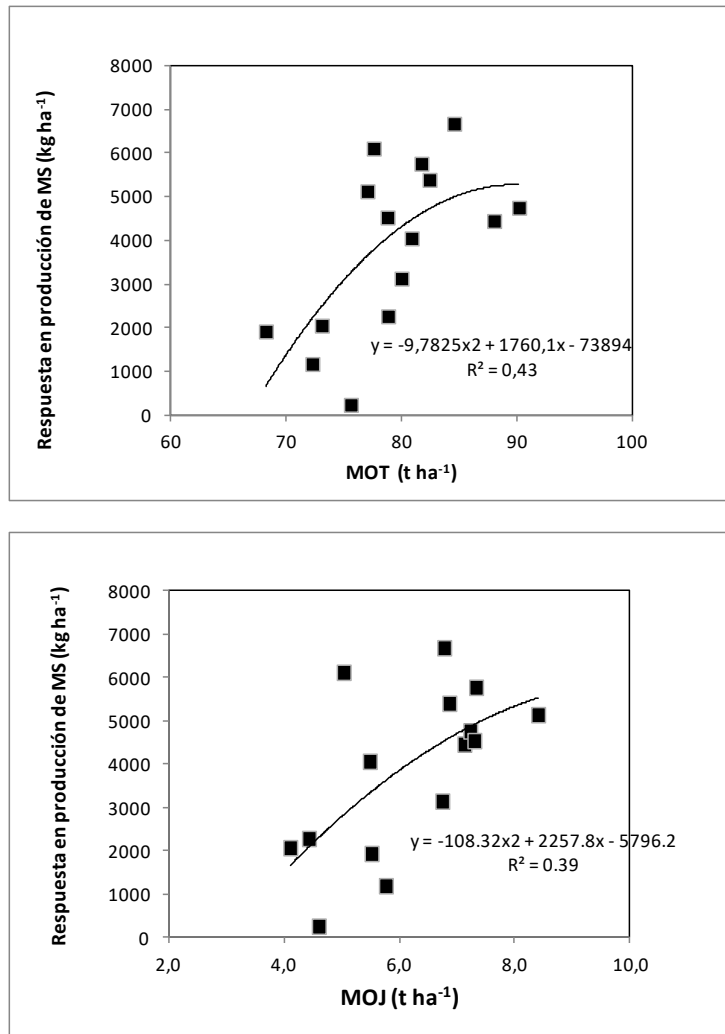 8000
7000
6000
5000
4000
3000
2000
1000
0
Respuesta en producción de MS (kg ha⁻¹)
y = -9,7825x2 + 1760,1x - 73894
R² = 0,43
60 70 80 90 100
MOT (t ha⁻¹)
8000
7000
6000
5000
4000
3000
2000
1000
0
Respuesta en producción de MS (kg ha⁻¹)
y = -108.32x2 + 2257.8x - 5796.2
R² = 0.39
2,0 4,0 6,0 8,0 10,0
MOJ (t ha⁻¹)